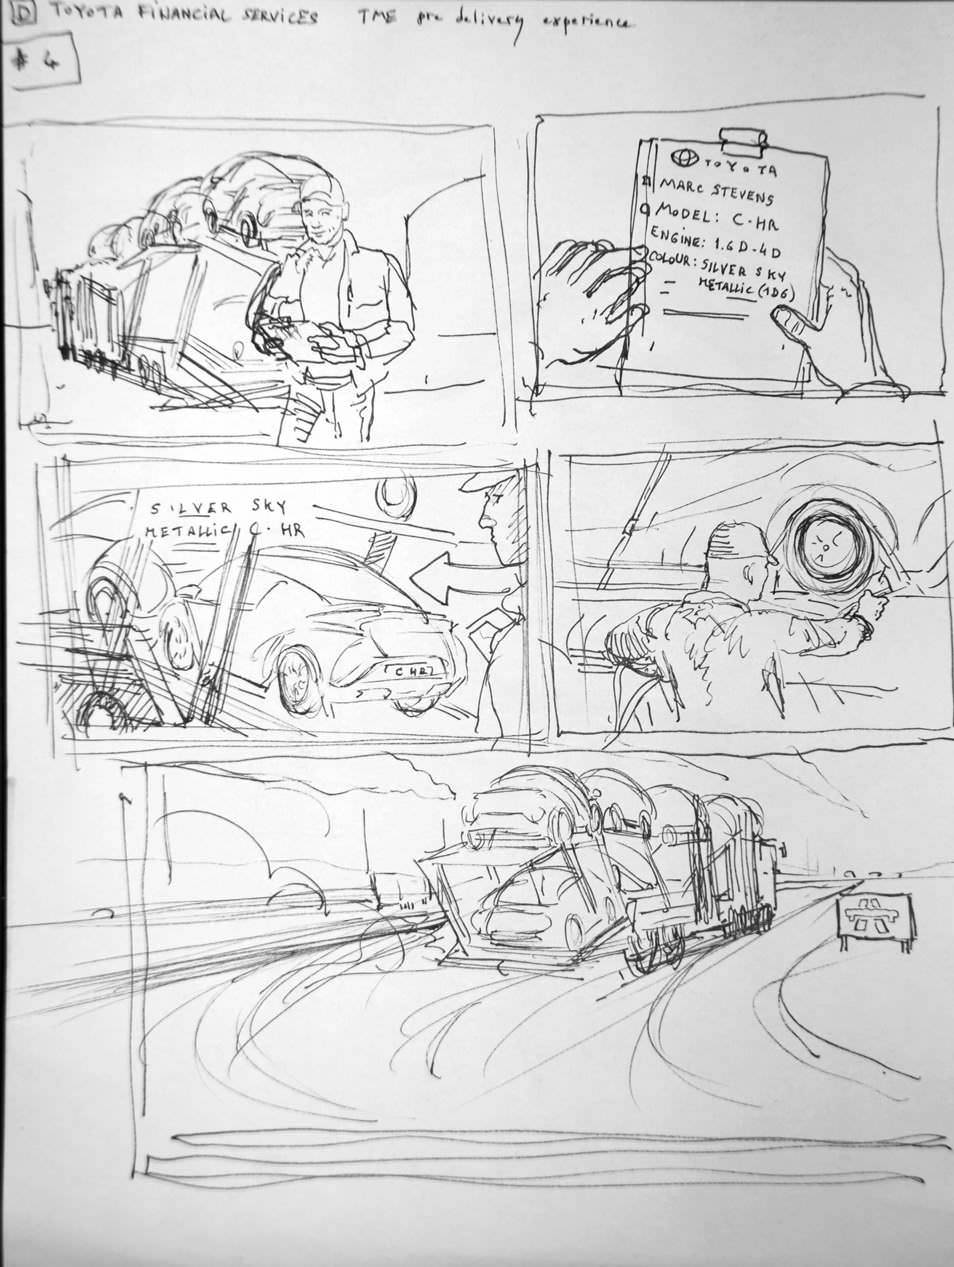 D TOYOTA FINANCIAL SERVICES TME pre delivery experience
# 4
TOYOTA
MARC STEVENS
MODEL: C-HR
ENGINE: 1.6 D-4D
COLOUR: SILVER SKY
METALLIC (1D6)
SILVER SKY
METALLIC C-HR